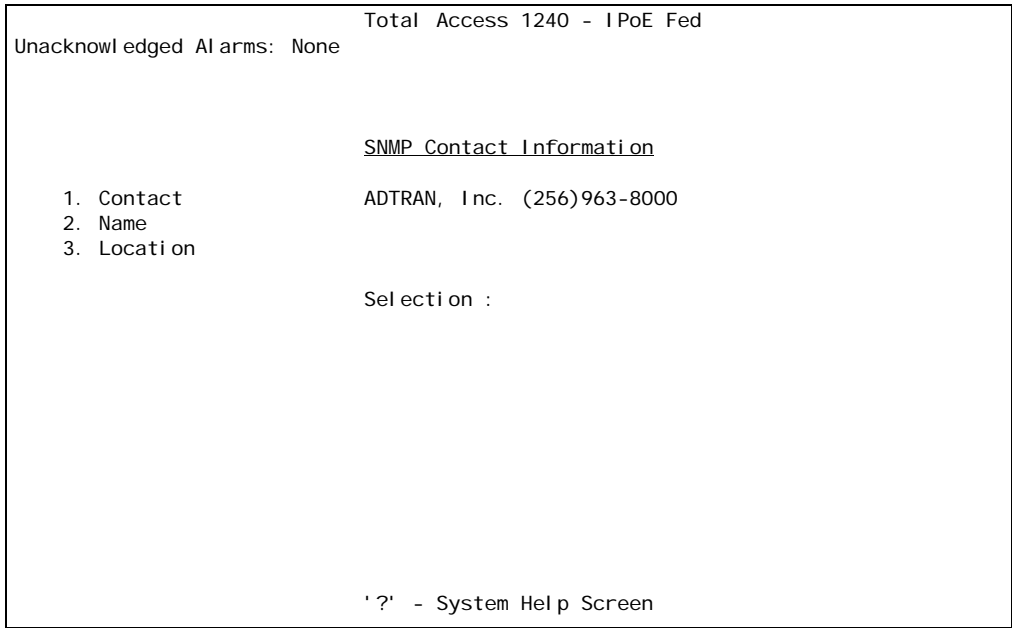 Total Access 1240 - IPoE Fed
Unacknowledged Alarms: None
SNMP Contact Information
1. Contact ADTRAN, Inc. (256)963-8000
2. Name
3. Location
Selection :
'?' - System Help Screen